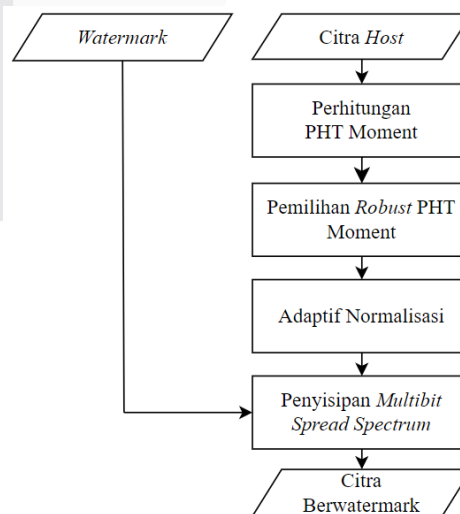 Watermark
Citra Host
Perhitungan
PHT Moment
Pemilihan Robust PHT
Moment
Adaptif Normalisasi
Penyisipan Multibit
Spread Spectrum
Citra
Berwatermark